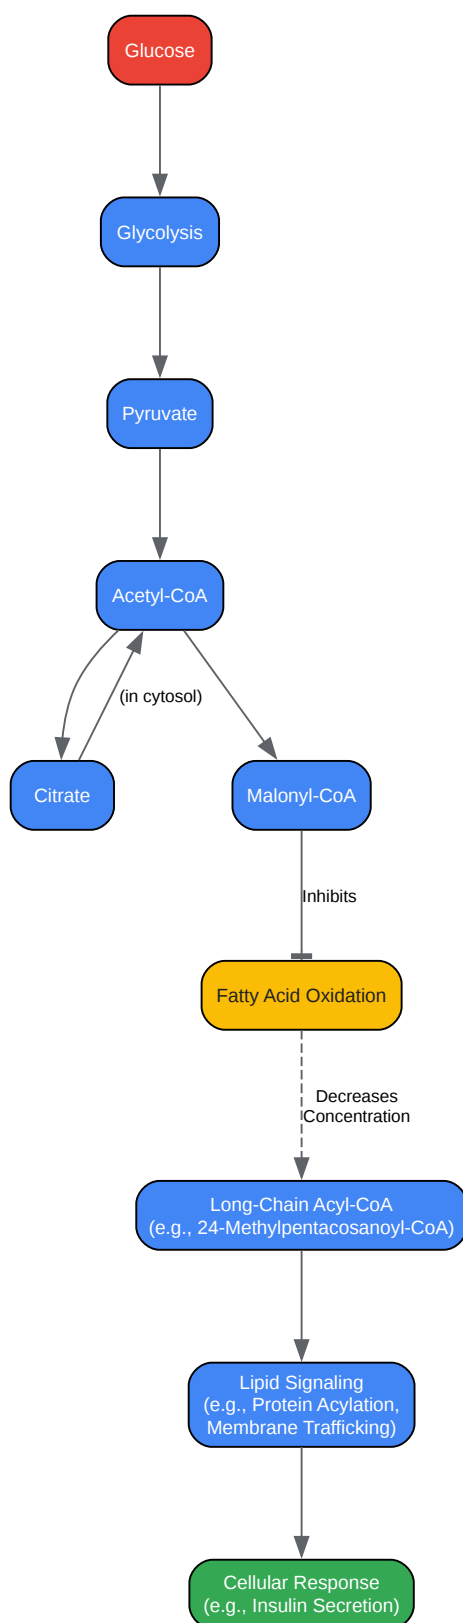 Glucose
Glycolysis
Pyruvate
Acetyl-CoA
(in cytosol)
Citrate
Malonyl-CoA
Inhibits
Fatty Acid Oxidation
Decreases
Concentration
Long-Chain Acyl-CoA
(e.g., 24-Methylpentacosanoyl-CoA)
Lipid Signaling
(e.g., Protein Acylation,
Membrane Trafficking)
Cellular Response
(e.g., Insulin Secretion)